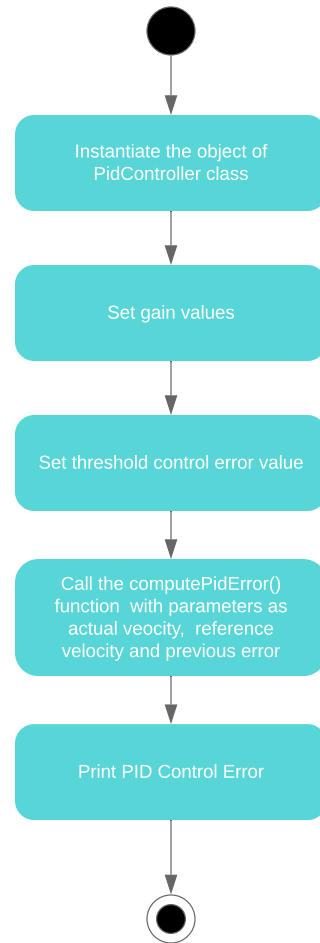 Instantiate the object of
PidController class
Set gain values
Set threshold control error value
Call the computePidError()
function  with parameters as
actual veocity,  reference
velocity and previous error
Print PID Control Error